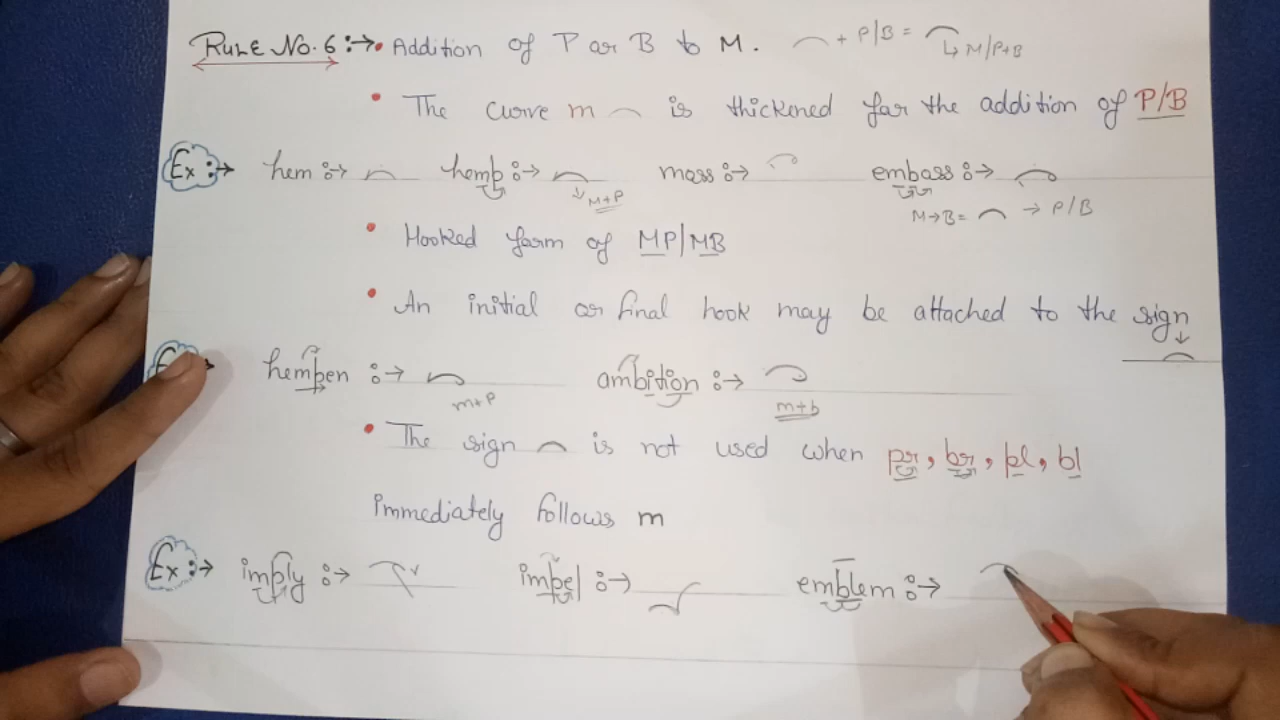 RULE No. 6 :→ • Addition of P or B to M. + P/B = ↳ M/P+B
• The curve m is thickened for the addition of P/B
Ex :→ hem :→ hemp :→ mass :→ embass :→
↓ M+P M→B= → P/B
• Hooked form of MP/MB
• An initial or final hook may be attached to the sign ↓
hempen :→ ambition :→
m+p m+b
• The sign is not used when pr, br, pl, bl
immediately follows m
Ex :→ imply :→ impel :→ emblem :→